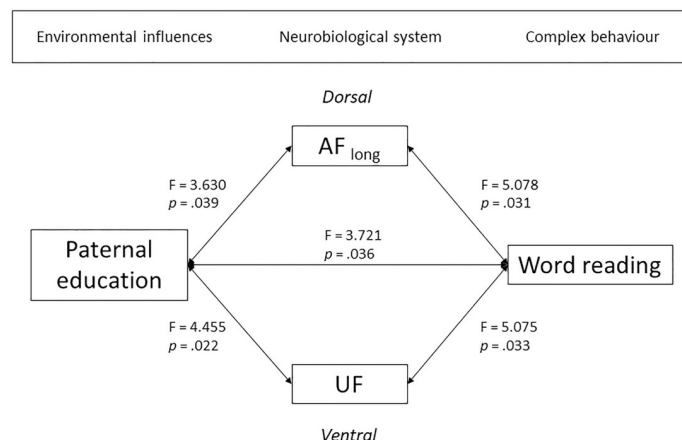 Environmental influences Neurobiological system Complex behaviour
Dorsal
AF long
F = 3.630
p = .039
F = 5.078
p = .031
Paternal
education
F = 3.721
p = .036
Word reading
F = 4.455
p = .022
F = 5.075
p = .033
UF
Ventral